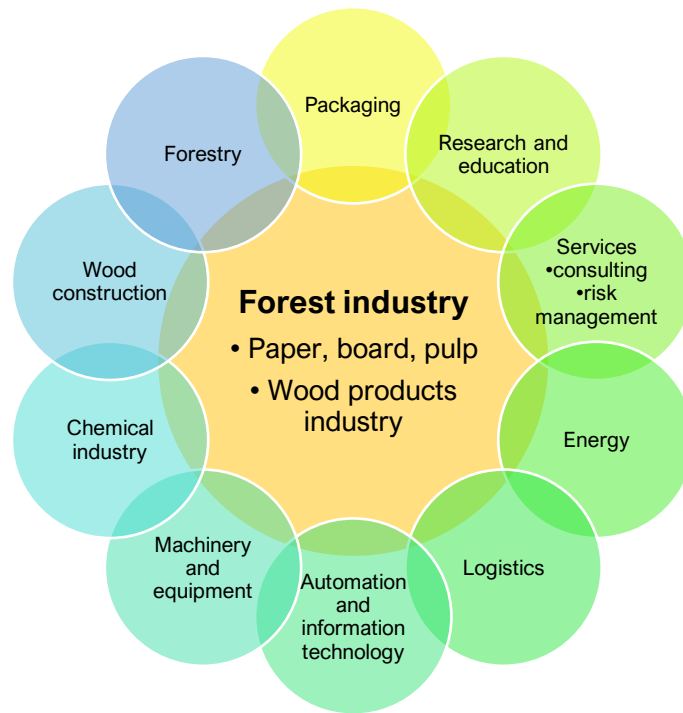 Packaging
Research and
education
Services
•consulting
•risk
management
Energy
Logistics
Automation
and
information
technology
Machinery
and
equipment
Chemical
industry
Wood
construction
Forestry
Forest industry
• Paper, board, pulp
• Wood products
industry